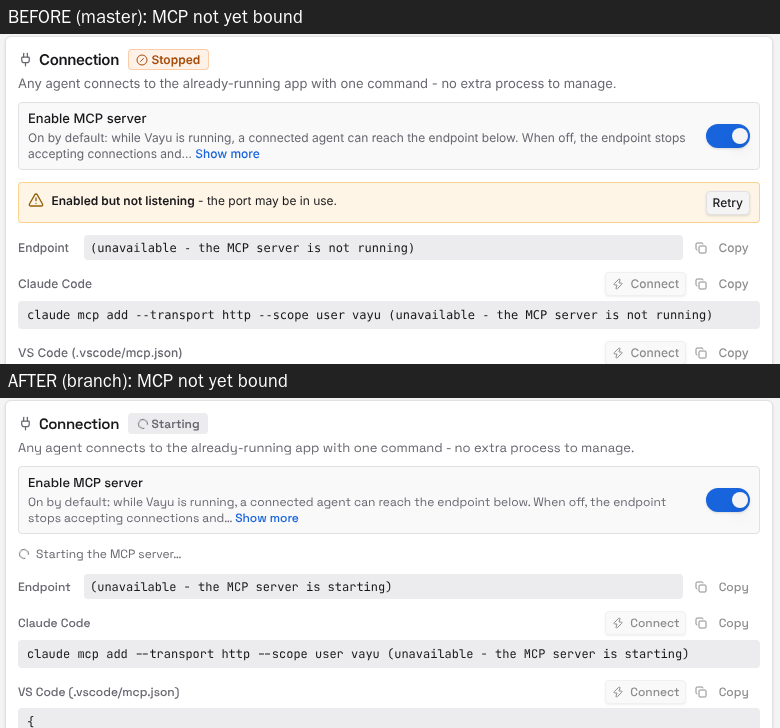 BEFORE (master): MCP not yet bound
Connection Stopped
Any agent connects to the already-running app with one command - no extra process to manage.
Enable MCP server
On by default: while Vayu is running, a connected agent can reach the endpoint below. When off, the endpoint stops
accepting connections and... Show more
Enabled but not listening - the port may be in use. Retry
Endpoint (unavailable - the MCP server is not running) Copy
Claude Code Connect Copy
claude mcp add --transport http --scope user vayu (unavailable - the MCP server is not running)
VS Code (.vscode/mcp.json) Connect Copy
AFTER (branch): MCP not yet bound
Connection Starting
Any agent connects to the already-running app with one command - no extra process to manage.
Enable MCP server
On by default: while Vayu is running, a connected agent can reach the endpoint below. When off, the endpoint
stops accepting connections and... Show more
Starting the MCP server...
Endpoint (unavailable - the MCP server is starting) Copy
Claude Code Connect Copy
claude mcp add --transport http --scope user vayu (unavailable - the MCP server is starting)
VS Code (.vscode/mcp.json) Connect Copy
{